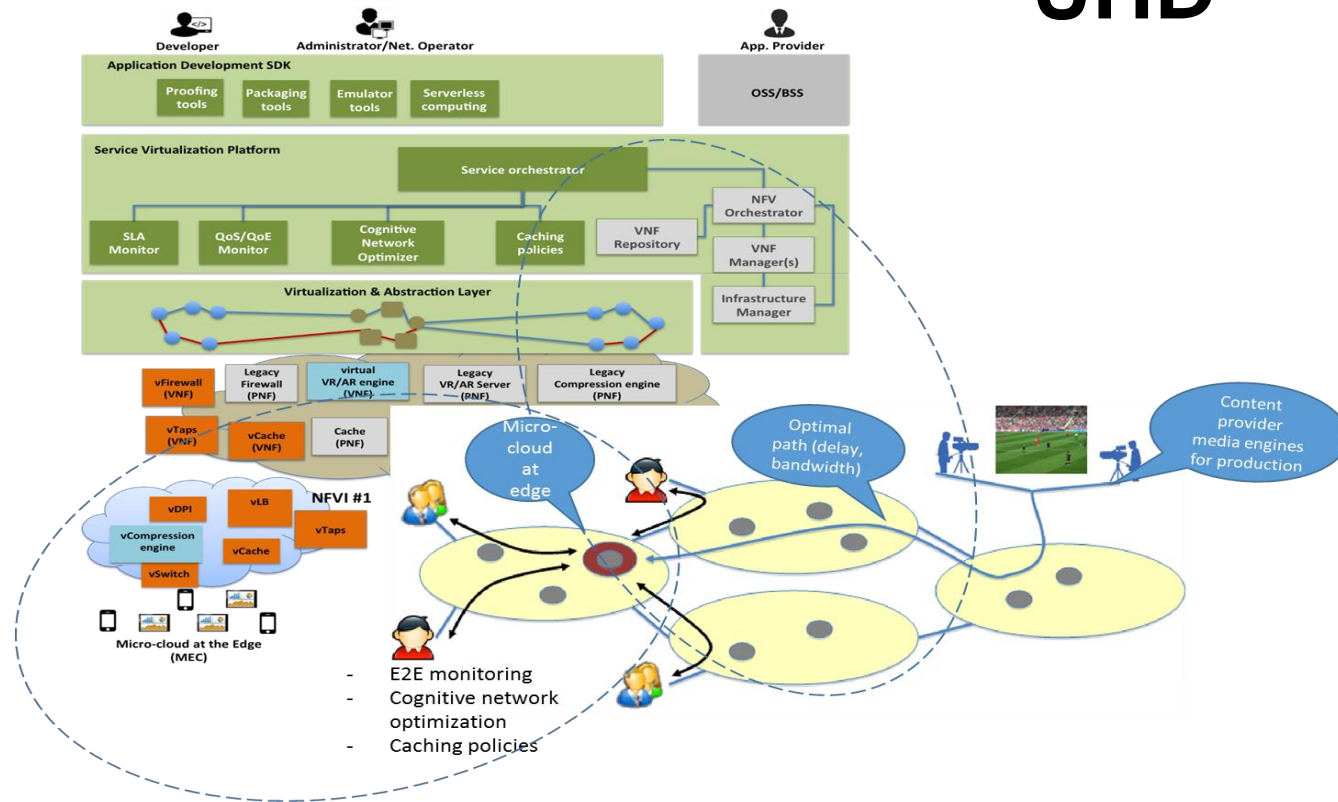 UHD
Developer
Administrator/Net. Operator
App. Provider
Application Development SDK
Proofing
tools
Packaging
tools
Emulator
tools
Serverless
computing
OSS/BSS
Service Virtualization Platform
Service orchestrator
NFV
Orchestrator
SLA
Monitor
QoS/QoE
Monitor
Cognitive
Network
Optimizer
Caching
policies
VNF
Repository
VNF
Manager(s)
Virtualization & Abstraction Layer
Infrastructure
Manager
vFirewall
(VNF)
Legacy
Firewall
(PNF)
virtual
VR/AR engine
(VNF)
Legacy
VR/AR Server
(PNF)
Legacy
Compression engine
(PNF)
vTaps
(VNF)
vCache
(VNF)
Cache
(PNF)
Micro-
cloud
at
edge
Optimal
path (delay,
bandwidth)
Content
provider
media engines
for production
NFVI #1
vDPI
vLB
vTaps
vCompression
engine
vCache
vSwitch
Micro-cloud at the Edge
(MEC)
- E2E monitoring
- Cognitive network
optimization
- Caching policies